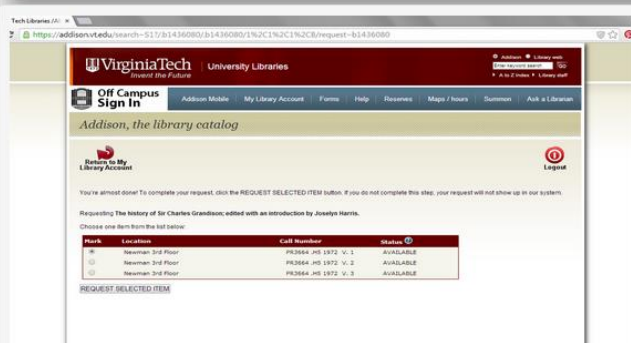 Tech Libraries /Ad ×
https://addison.vt.edu/search~S1?/.b1436080/.b1436080/1%2C1%2C1%2CB/request~b1436080
VirginiaTech
Invent the Future
University Libraries
Addison Library web
Enter keyword search GO
A to Z Index Library staff
Off Campus
Sign In
Addison Mobile My Library Account Forms Help Reserves Maps / hours Summon Ask a Librarian
Addison, the library catalog
Return to My
Library Account
Logout
You're almost done! To complete your request, click the REQUEST SELECTED ITEM button. If you do not complete this step, your request will not show up in our system.
Requesting The history of Sir Charles Grandison; edited with an introduction by Joselyn Harris.
Choose one item from the list below:
Mark Location Call Number Status
Newman 3rd Floor PR3664 .H5 1972 V. 1 AVAILABLE
Newman 3rd Floor PR3664 .H5 1972 V. 2 AVAILABLE
Newman 3rd Floor PR3664 .H5 1972 V. 3 AVAILABLE
REQUEST SELECTED ITEM